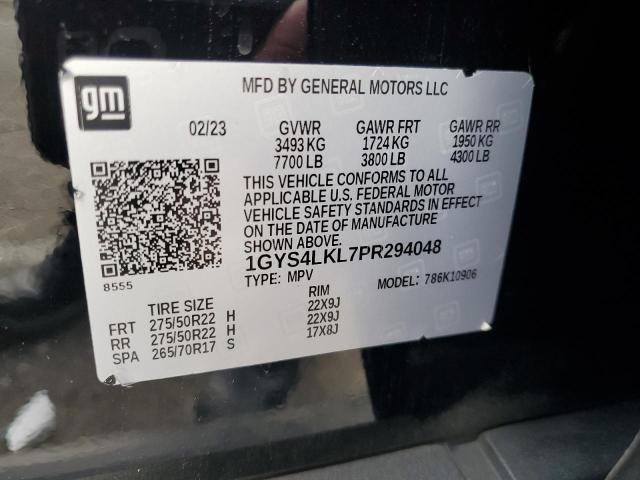 gm
MFD BY GENERAL MOTORS LLC
02/23 GVWR GAWR FRT GAWR RR
3493 KG 1724 KG 1950 KG
7700 LB 3800 LB 4300 LB
THIS VEHICLE CONFORMS TO ALL
APPLICABLE U.S. FEDERAL MOTOR
VEHICLE SAFETY STANDARDS IN EFFECT
ON THE DATE OF MANUFACTURE
SHOWN ABOVE.
1GYS4LKL7PR294048
8555
TYPE: MPV MODEL: 786K10906
TIRE SIZE RIM
FRT 275/50R22 H 22X9J
RR 275/50R22 H 22X9J
SPA 265/70R17 S 17X8J